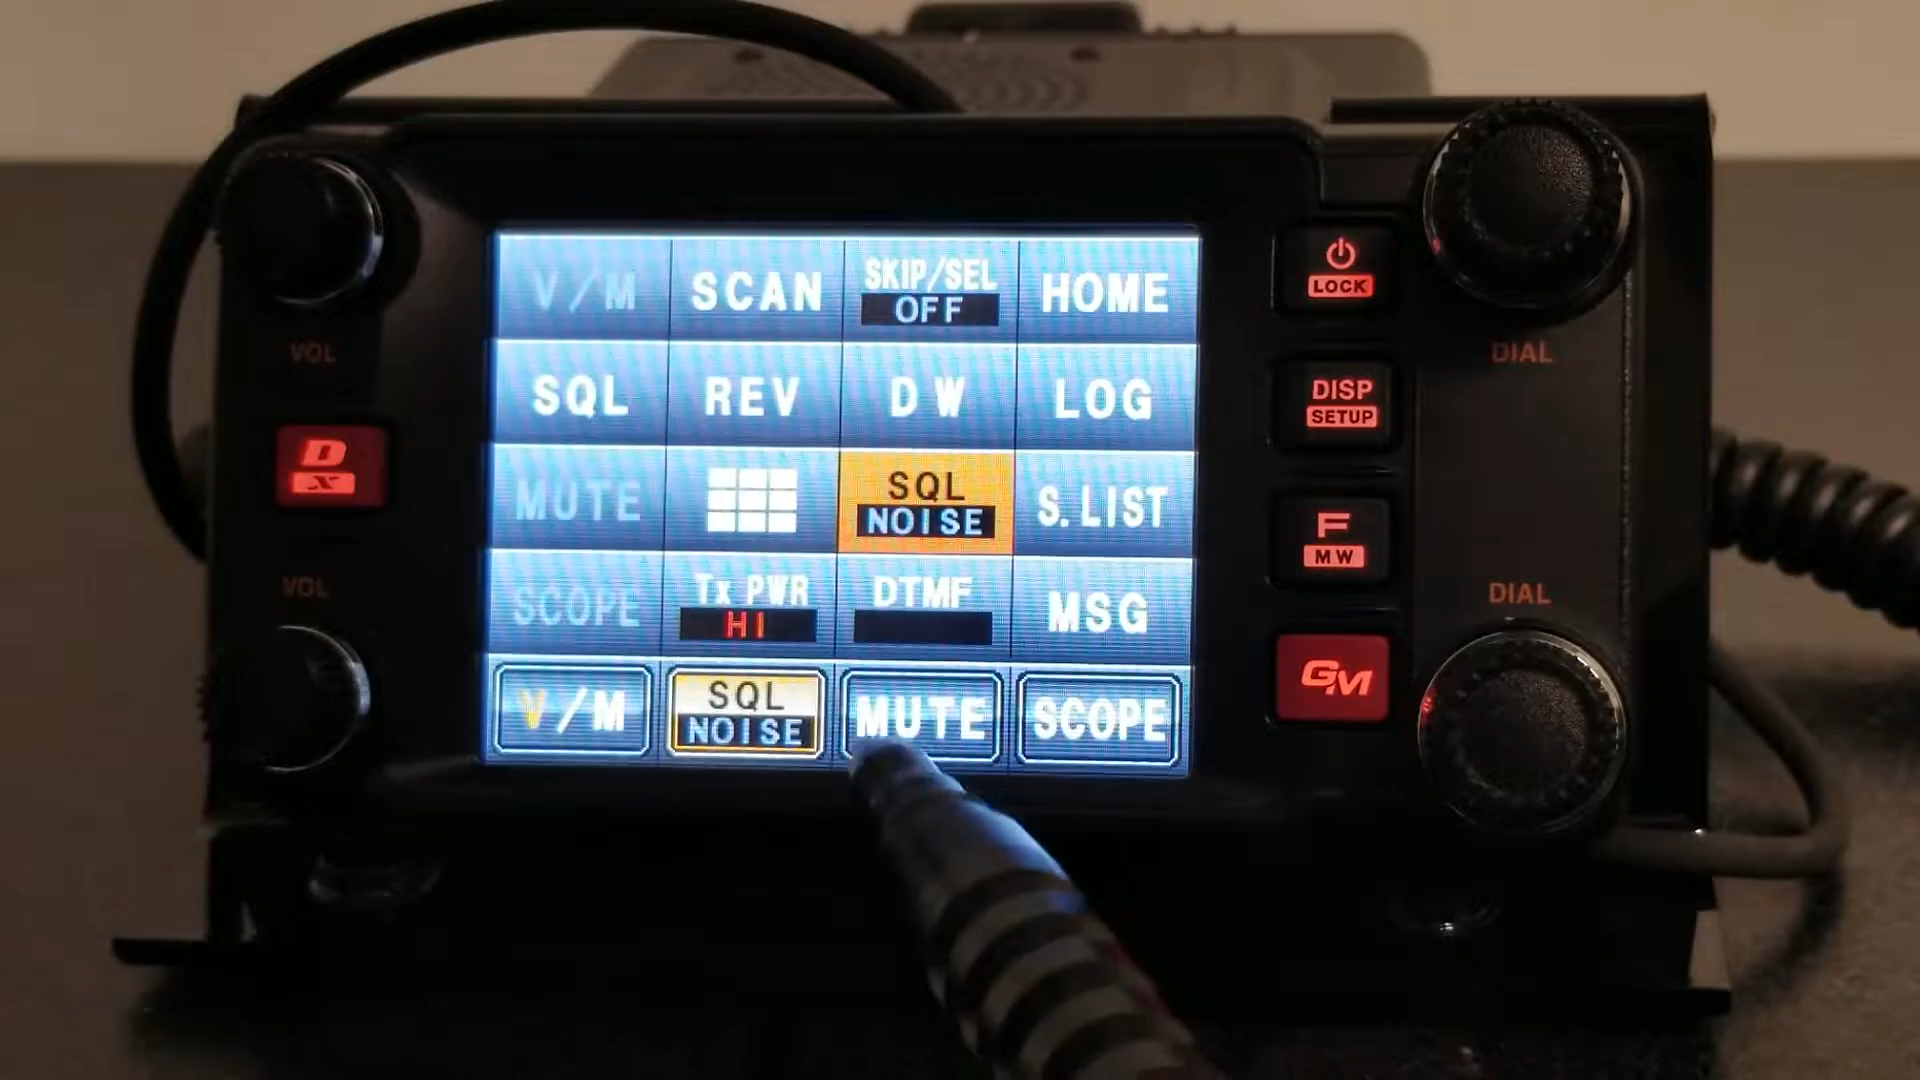 V/M SCAN SKIP/SEL HOME
OFF
SQL REV DW LOG
MUTE SQL S.LIST
NOISE
SCOPE Tx PWR DTMF MSG
HI
V/M SQL MUTE SCOPE
NOISE
VOL
D
X
VOL
LOCK
DISP
SETUP
F
MW
GM
DIAL
DIAL